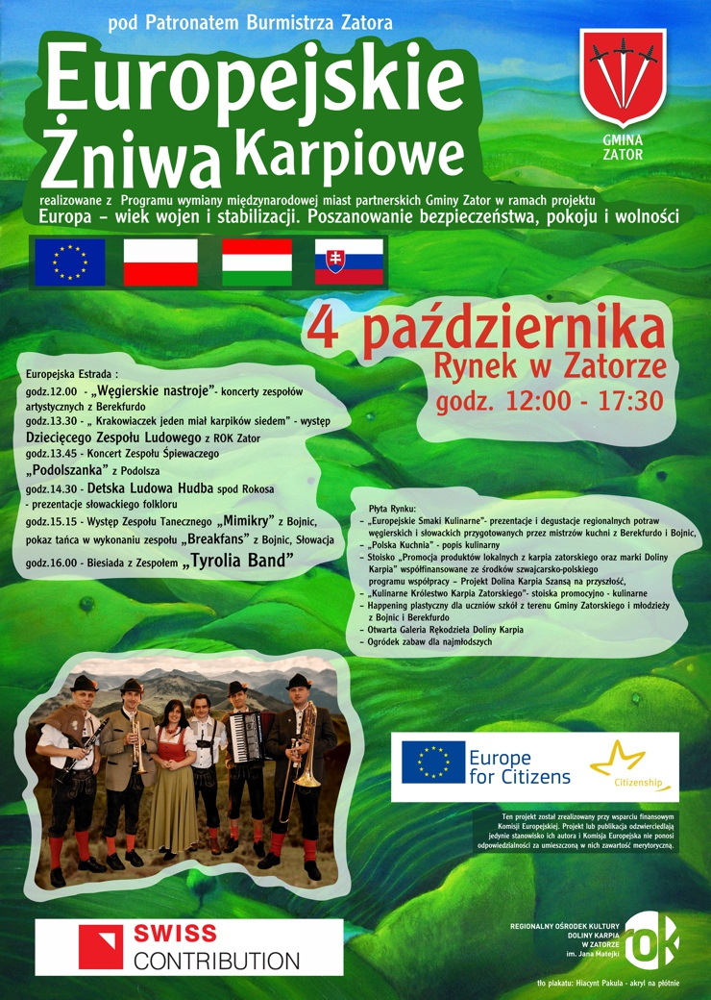 pod Patronatem Burmistrza Zatora
Europejskie
Żniwa Karpiowe
GMINA
ZATOR
realizowane z Programu wymiany międzynarodowej miast partnerskich Gminy Zator w ramach projektu
Europa – wiek wojen i stabilizacji. Poszanowanie bezpieczeństwa, pokoju i wolności
4 października
Rynek w Zatorze
godz. 12:00 - 17:30
Europejska Estrada :
godz.12.00 - „Węgierskie nastroje”- koncerty zespołów
artystycznych z Berekfurdo
godz.13.30 - „ Krakowiaczek jeden miał karpików siedem” - występ
Dziecięcego Zespołu Ludowego z ROK Zator
godz.13.45 - Koncert Zespołu Śpiewaczego
„Podolszanka” z Podolsza
godz.14.30 - Detska Ludowa Hudba spod Rokosa
- prezentacje słowackiego folkloru
godz.15.15 - Występ Zespołu Tanecznego „Mimikry” z Bojnic,
pokaz tańca w wykonaniu zespołu „Breakfans” z Bojnic, Słowacja
godz.16.00 - Biesiada z Zespołem „Tyrolia Band”
Płyta Rynku:
– „Europejskie Smaki Kulinarne”- prezentacje i degustacje regionalnych potraw
węgierskich i słowackich przygotowanych przez mistrzów kuchni z Berekfurdo i Bojnic,
– „Polska Kuchnia” - popis kulinarny
– Stoisko „Promocja produktów lokalnych z karpia zatorskiego oraz marki Doliny
Karpia” współfinansowane ze środków szwajcarsko-polskiego
programu współpracy – Projekt Dolina Karpia Szansą na przyszłość,
– „Kulinarne Królestwo Karpia Zatorskiego”- stoiska promocyjno - kulinarne
– Happening plastyczny dla uczniów szkół z terenu Gminy Zatorskiego i młodzieży
z Bojnic i Berekfurdo
– Otwarta Galeria Rękodzieła Doliny Karpia
– Ogródek zabaw dla najmłodszych
Europe
for Citizens
Citizenship
Ten projekt został zrealizowany przy wsparciu finansowym
Komisji Europejskiej. Projekt lub publikacja odzwierciedlają
jedynie stanowisko ich autora i Komisja Europejska nie ponosi
odpowiedzialności za umieszczoną w nich zawartość merytoryczną.
SWISS
CONTRIBUTION
REGIONALNY OŚRODEK KULTURY
DOLINY KARPIA
W ZATORZE
im. Jana Matejki
rok
tło plakatu: Hiacynt Pakuła - akryl na płótnie